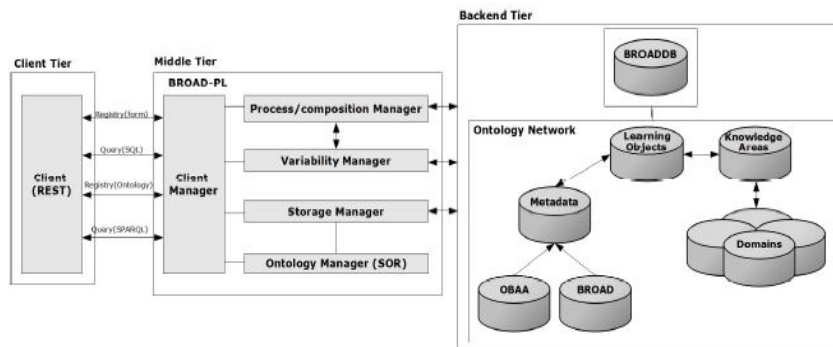 Backend Tier
BROADDB
Client Tier
Middle Tier
BROAD-PL
Registry(form)
Query(SQL)
Registry(Ontology)
Query(SPARQL)
Client
(REST)
Client
Manager
Process/composition Manager
Variability Manager
Storage Manager
Ontology Manager (SOR)
Ontology Network
Learning
Objects
Knowledge
Areas
Metadata
Domains
OBAA
BROAD